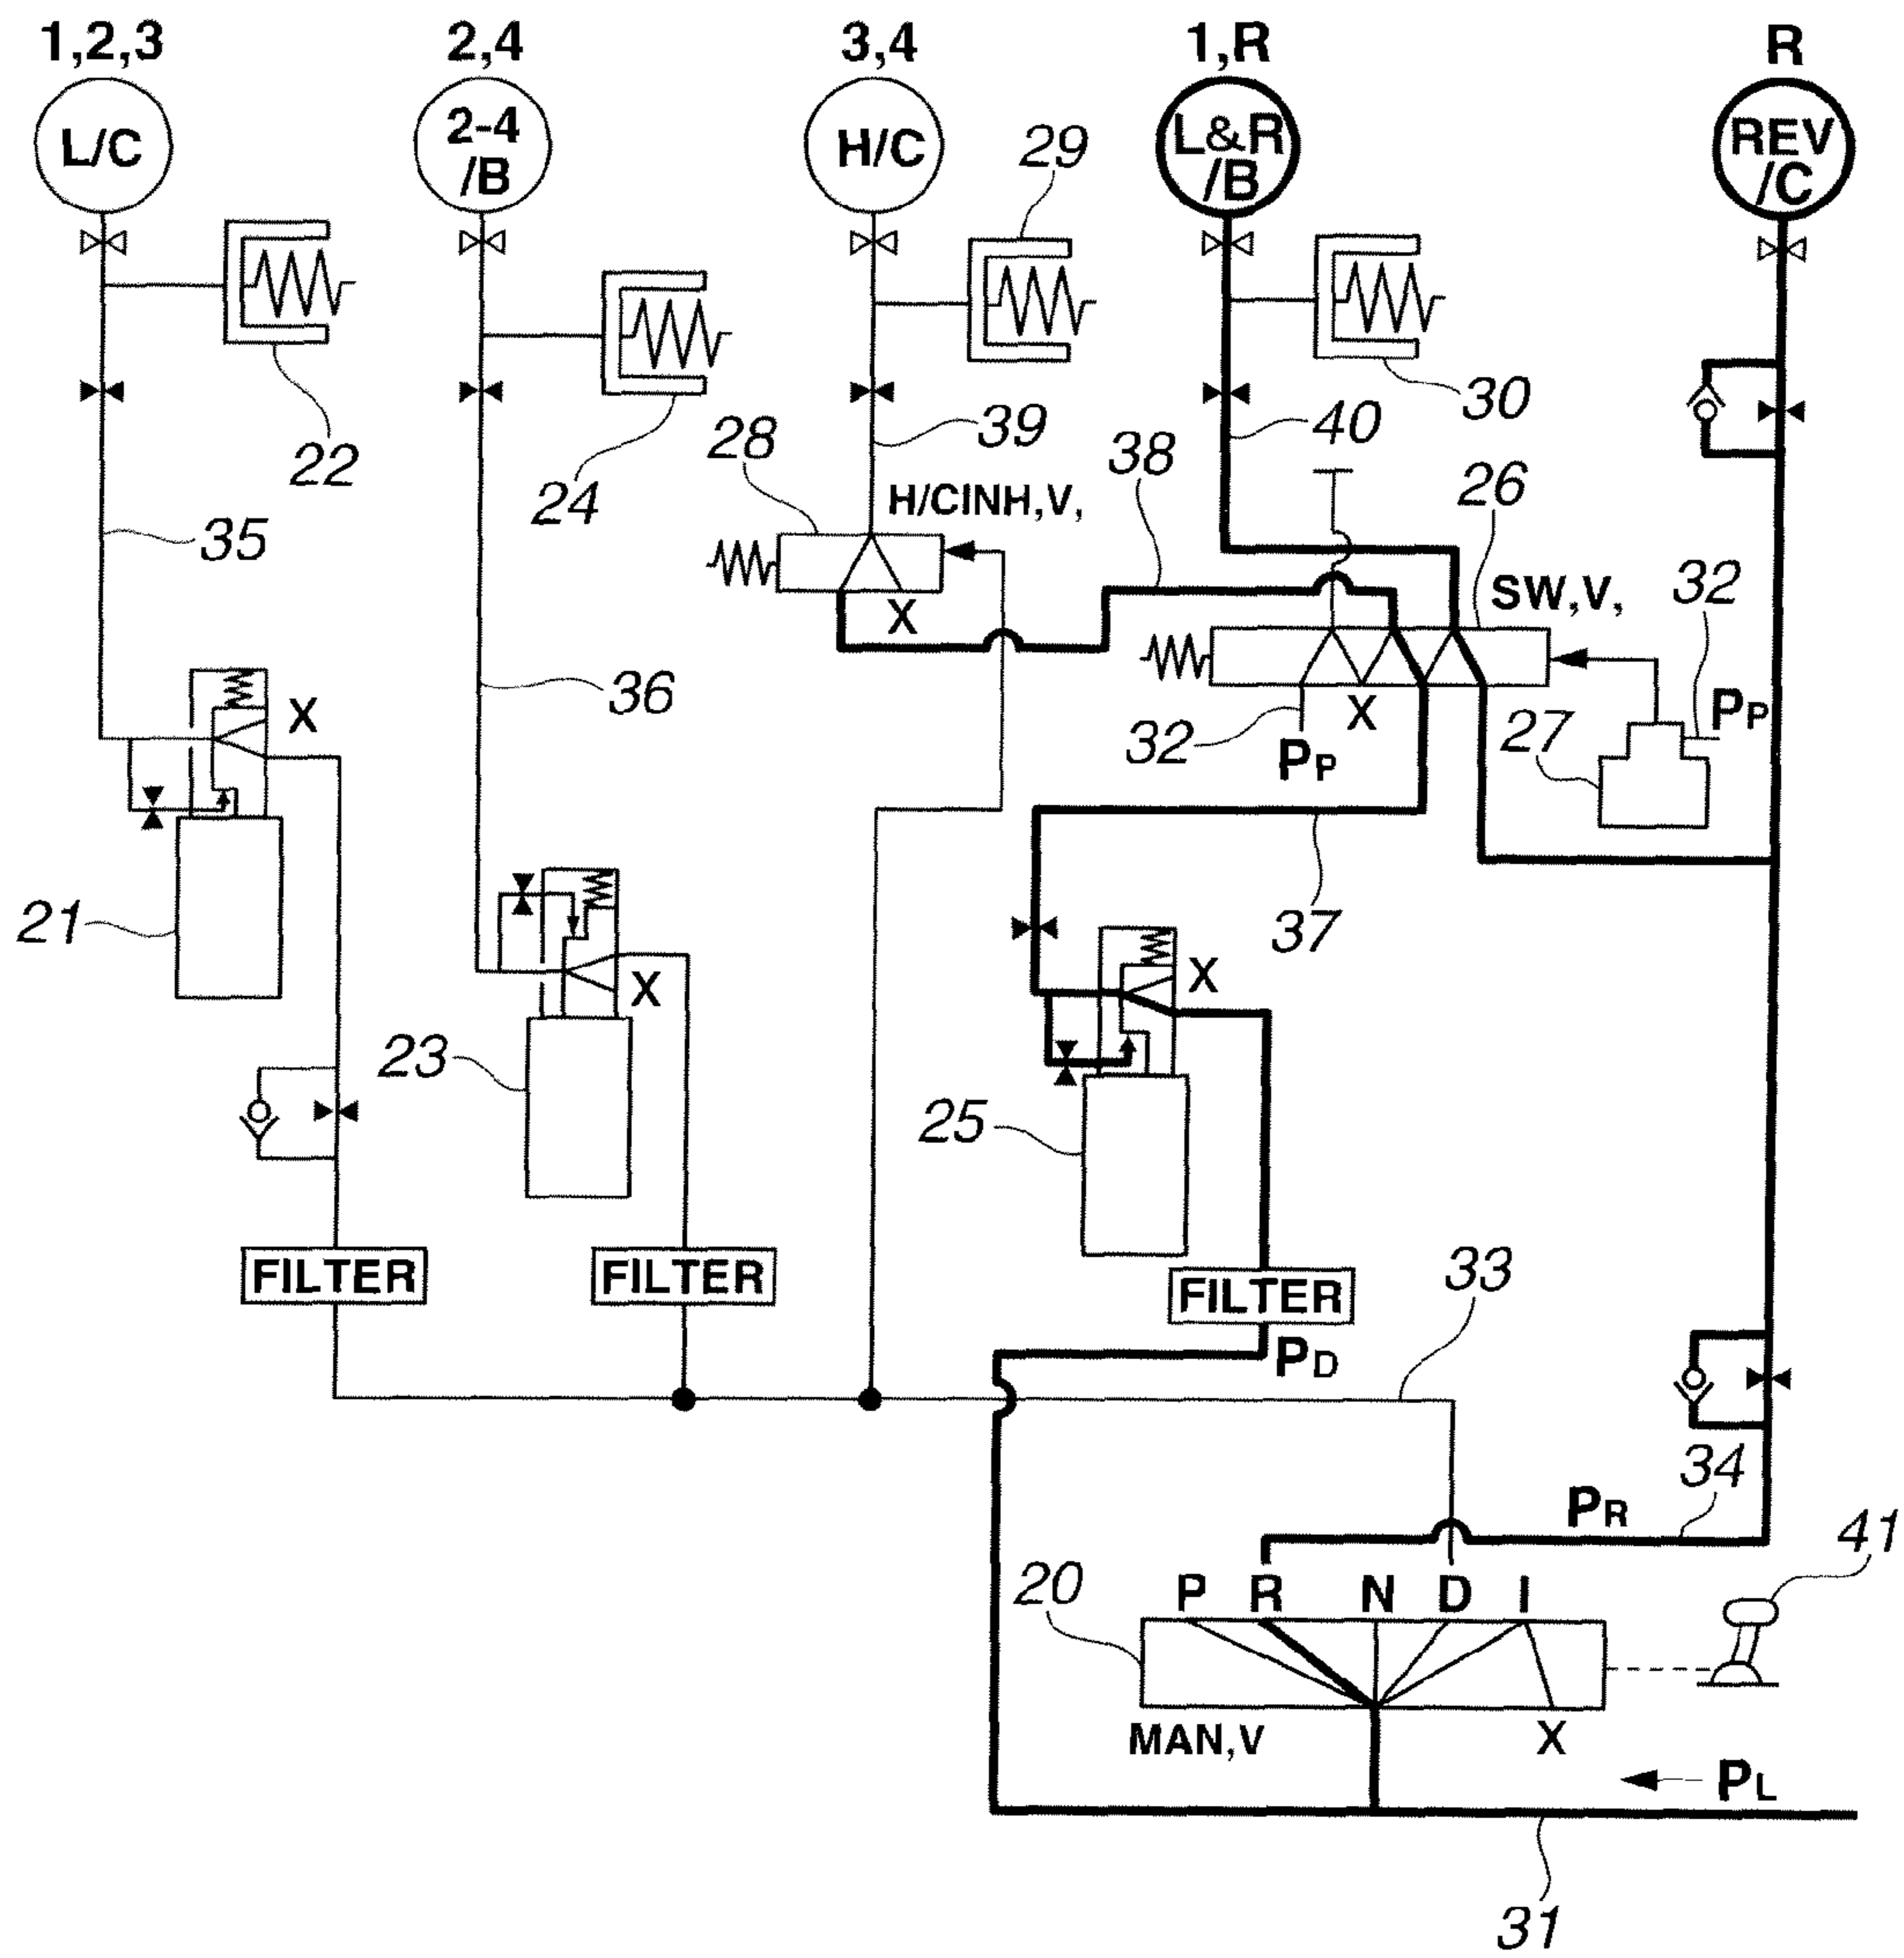 1,2,3
2,4
3,4
1,R
R
L/C
2-4
/B
H/C
L&R
/B
REV
/C
29
22
24
28
39
38
40
30
26
H/CINH,V,
35
X
SW,V,
32
36
X
32
X
PP
27
PP
21
37
23
X
X
25
FILTER
FILTER
FILTER
33
PD
34
PR
41
20
P R N D I
MAN,V
X
PL
31